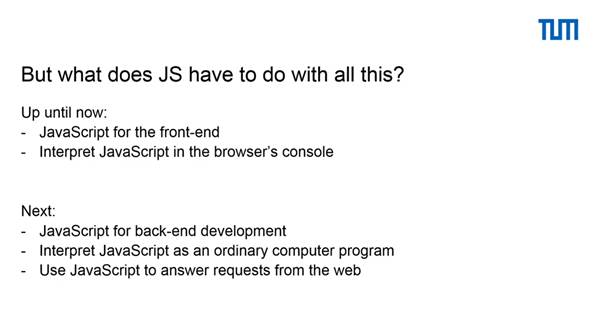 TUM
But what does JS have to do with all this?
Up until now:
- JavaScript for the front-end
- Interpret JavaScript in the browser's console
Next:
- JavaScript for back-end development
- Interpret JavaScript as an ordinary computer program
- Use JavaScript to answer requests from the web